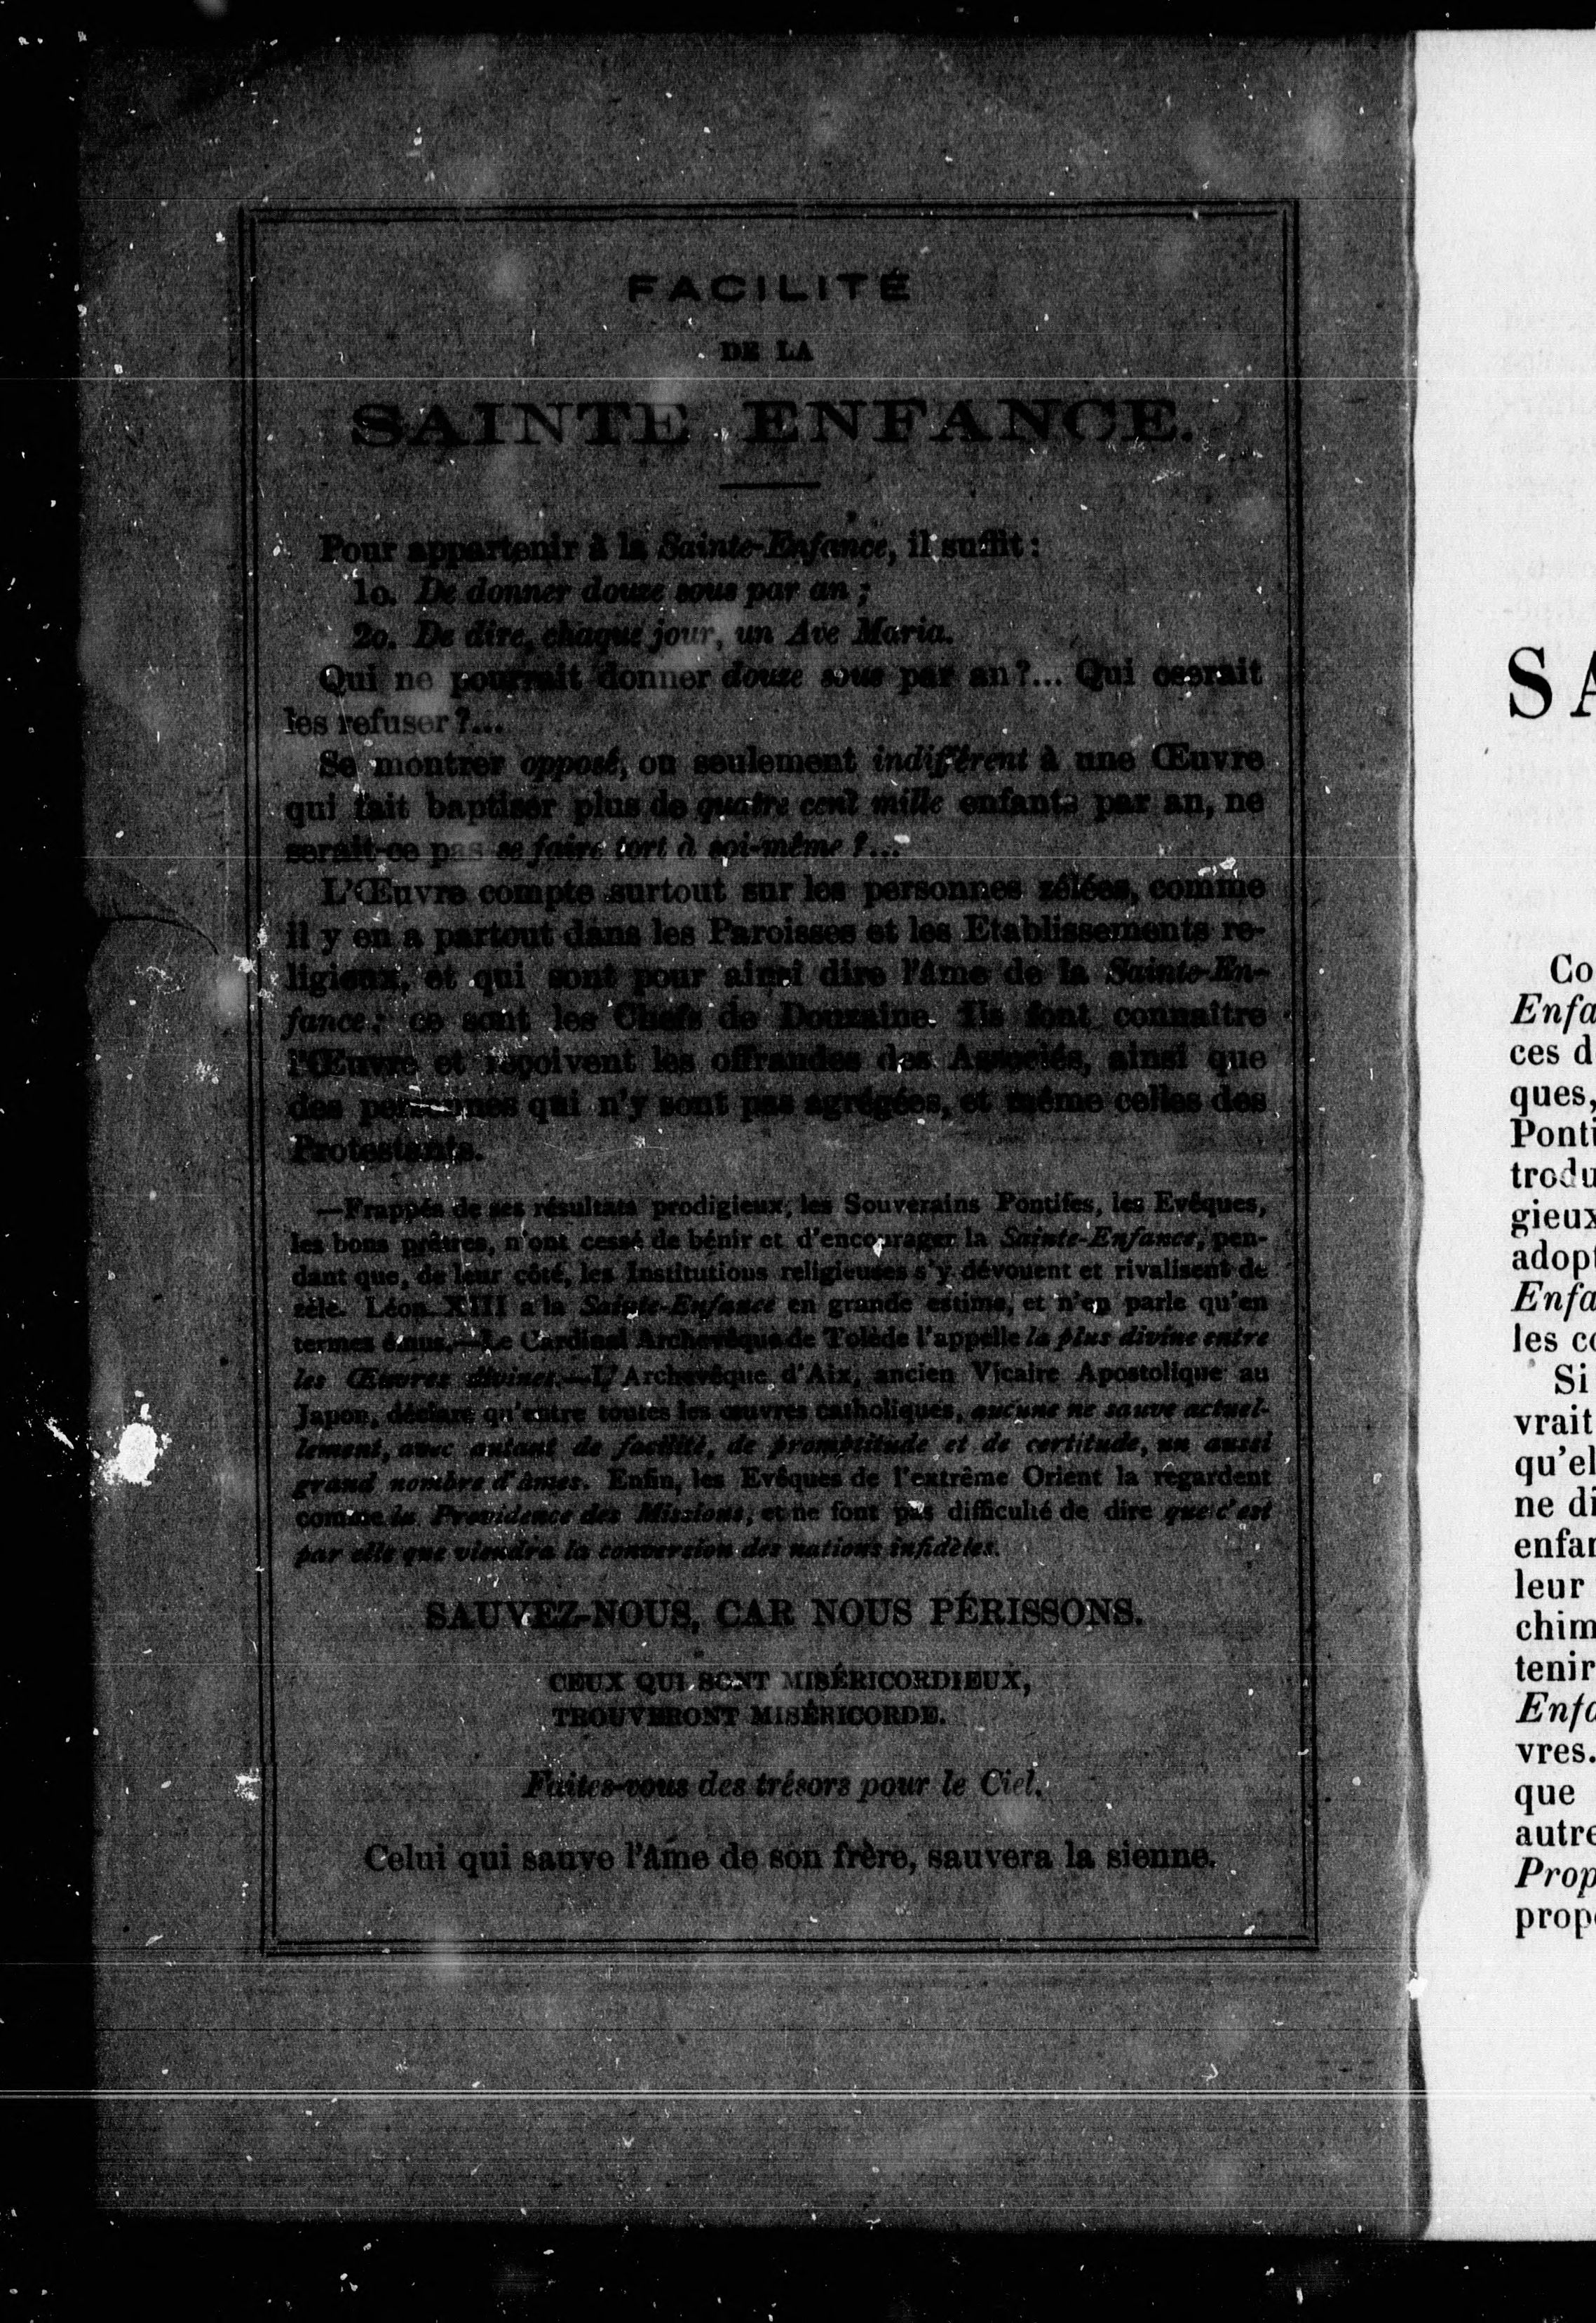 FACILITÉ
DE LA
SAINTE ENFANCE.
Pour appartenir à la Sainte-Enfance, il suffit :
1o. De donner douze sous par an ;
2o. De dire, chaque jour, un Ave Maria.
Qui ne pourrait donner douze sous par an ?... Qui oserait
les refuser ?...
Se montrer opposé, ou seulement indifférent à une Œuvre
qui fait baptiser plus de quatre cent mille enfants par an, ne
serait-ce pas se faire tort à soi-même ?...
L'Œuvre compte surtout sur les personnes zélées, comme
il y en a partout dans les Paroisses et les Etablissements re-
ligieux, et qui sont pour ainsi dire l'âme de la Sainte-En-
fance ; ce sont les Chefs de Douzaine. Ils font connaître
l'Œuvre et reçoivent les offrandes des Associés, ainsi que
des personnes qui n'y sont pas agrégées, et même celles des
Protestants.
—Frappés de ses résultats prodigieux, les Souverains Pontifes, les Evêques,
les bons prêtres, n'ont cessé de bénir et d'encourager la Sainte-Enfance, pen-
dant que, de leur côté, les Institutions religieuses s'y dévouent et rivalisent de
zèle. Léon XIII a la Sainte-Enfance en grande estime, et n'en parle qu'en
termes émus.—Le Cardinal Archevêque de Tolède l'appelle la plus divine entre
les Œuvres divines.—L'Archevêque d'Aix, ancien Vicaire Apostolique au
Japon, déclare qu'entre toutes les œuvres catholiques, aucune ne sauve actuel-
lement, avec autant de facilité, de promptitude et de certitude, un aussi
grand nombre d'âmes. Enfin, les Evêques de l'extrême Orient la regardent
comme la Providence des Missions, et ne font pas difficulté de dire que c'est
par elle que viendra la conversion des nations infidèles.
SAUVEZ-NOUS, CAR NOUS PÉRISSONS.
CEUX QUI SONT MISÉRICORDIEUX,
TROUVERONT MISÉRICORDE.
Faites-vous des trésors pour le Ciel.
Celui qui sauve l'âme de son frère, sauvera la sienne.
SA
Co
Enfa
ces d
ques,
Ponti
trodu
gieux
adopt
Enfa
les co
Si
vrait
qu'el
ne di
enfan
leur
chim
tenir
Enfa
vres.
que
autre
Prop
prop